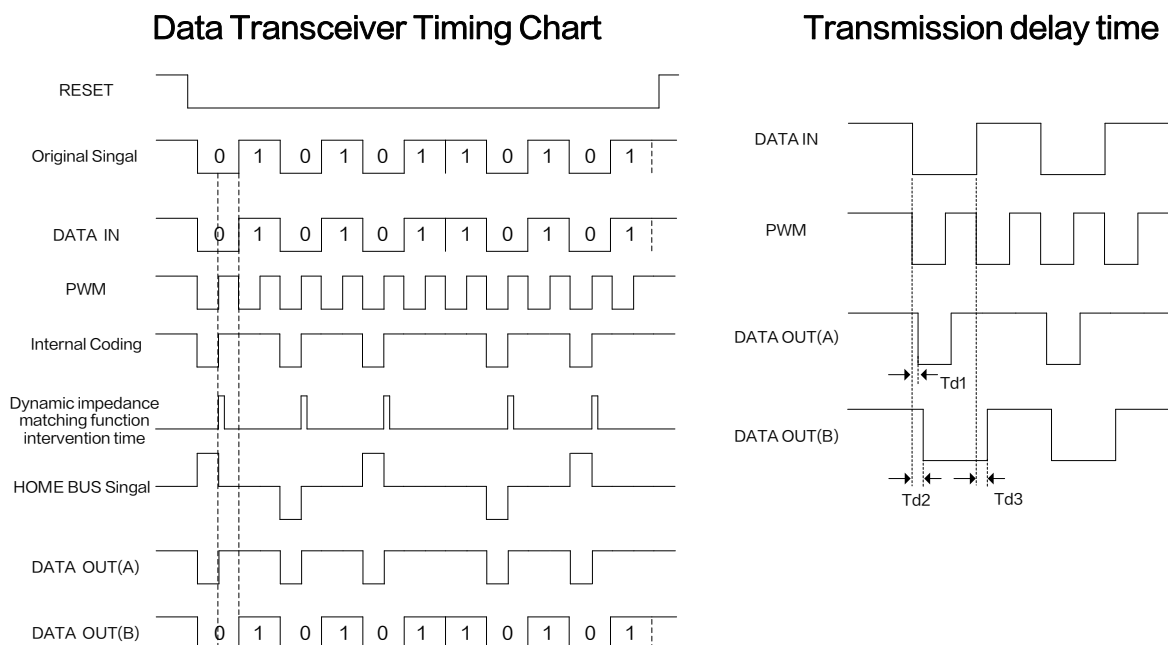 Data Transceiver Timing Chart
RESET
Original Singal
0 1 0 1 0 1 1 0 1 0 1
DATA IN
0 1 0 1 0 1 1 0 1 0 1
PWM
Internal Coding
Dynamic impedance
matching function
intervention time
HOME BUS Singal
DATA OUT(A)
DATA OUT(B)
0 1 0 1 0 1 1 0 1 0 1
Transmission delay time
DATA IN
PWM
DATA OUT(A)
Td1
DATA OUT(B)
Td2
Td3